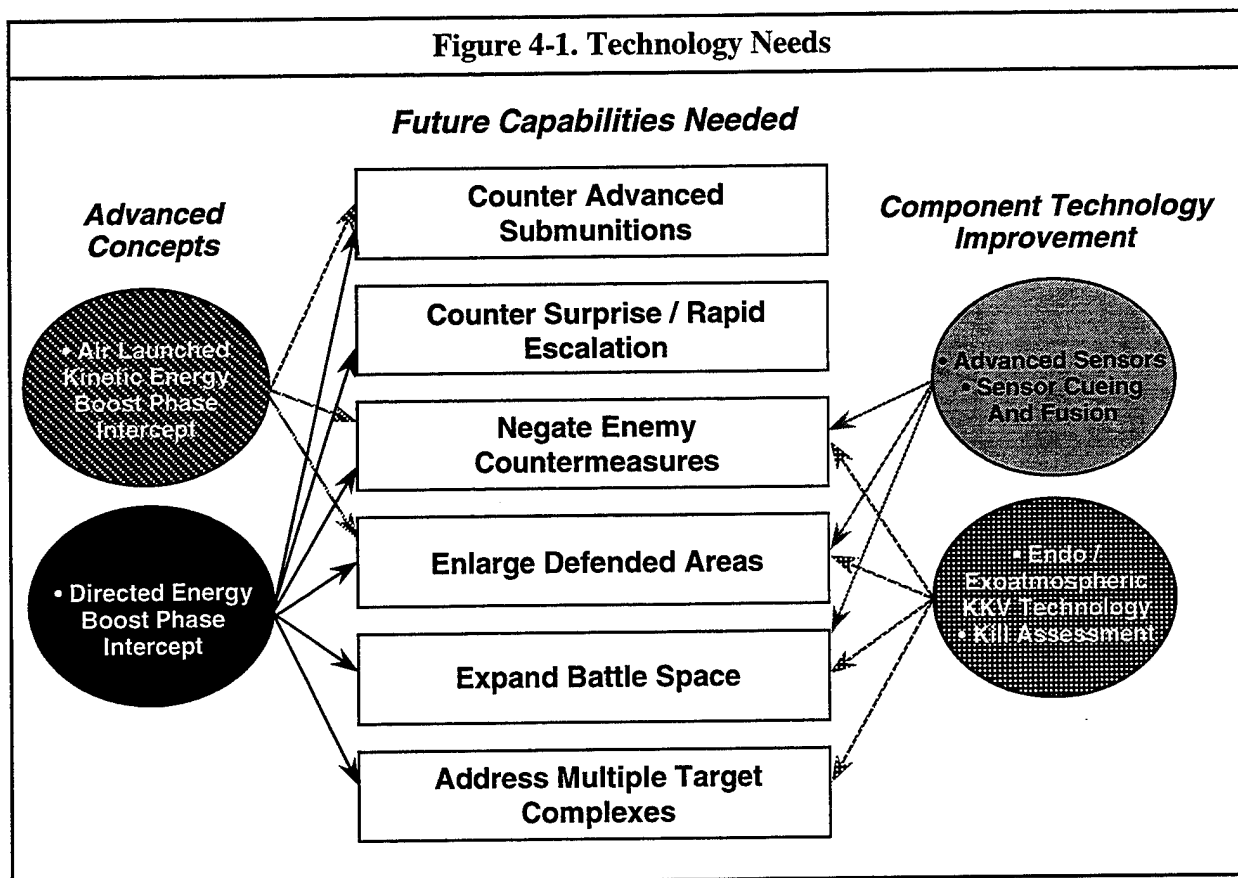 Figure 4-1. Technology Needs
Future Capabilities Needed
Advanced
Concepts
• Air Launched
Kinetic Energy
Boost Phase
Intercept
• Directed Energy
Boost Phase
Intercept
Counter Advanced
Submunitions
Counter Surprise / Rapid
Escalation
Negate Enemy
Countermeasures
Enlarge Defended Areas
Expand Battle Space
Address Multiple Target
Complexes
Component Technology
Improvement
• Advanced Sensors
• Sensor Cueing
And Fusion
• Endo /
Exoatmospheric
KKV Technology
• Kill Assessment